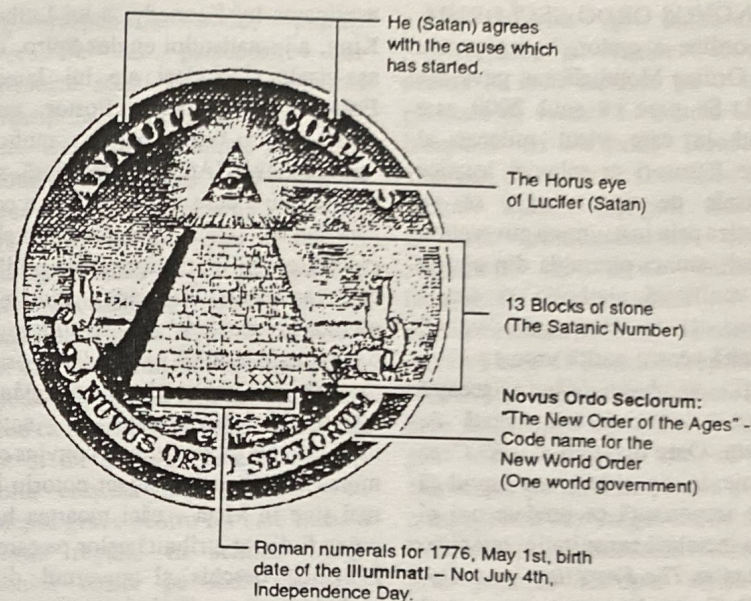 He (Satan) agrees
with the cause which
has started.
ANNUIT CŒPTIS
The Horus eye
of Lucifer (Satan)
13 Blocks of stone
(The Satanic Number)
LXXVI
Novus Ordo Seclorum:
"The New Order of the Ages" -
Code name for the
New World Order
(One world government)
NOVUS ORDO SECLORUM
Roman numerals for 1776, May 1st, birth
date of the Illuminati – Not July 4th,
Independence Day.